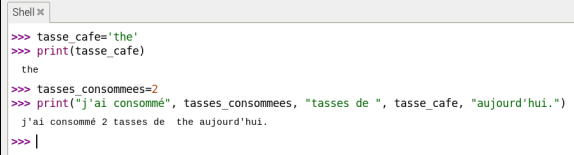 Shell ✖
>>> tasse_cafe='the'
>>> print(tasse_cafe)
the
>>> tasses_consommees=2
>>> print("j'ai consommé", tasses_consommees, "tasses de ", tasse_cafe, "aujourd'hui.")
j'ai consommé 2 tasses de  the aujourd'hui.
>>>